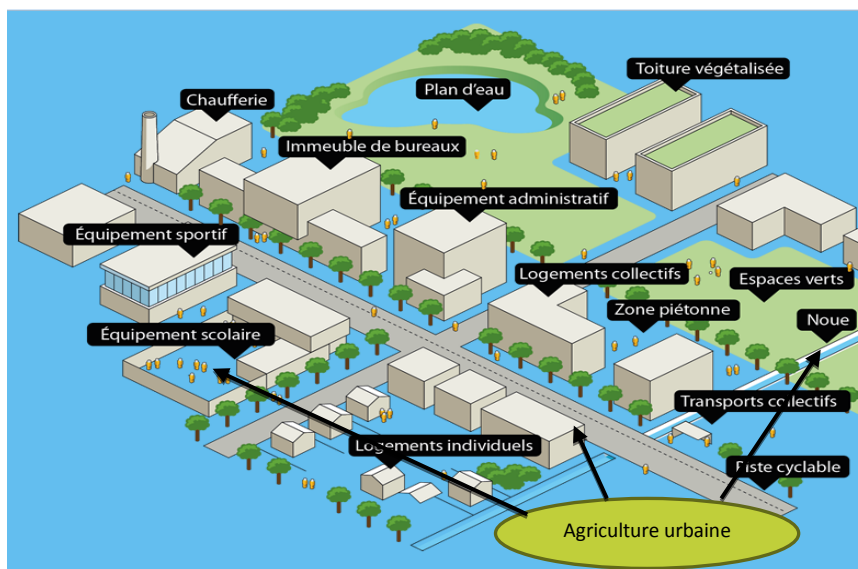 Toiture végétalisée
Plan d'eau
Chaufferie
Immeuble de bureaux
Équipement administratif
Équipement sportif
Logements collectifs
Espaces verts
Zone piétonne
Noue
Équipement scolaire
Transports collectifs
Logements individuels
Piste cyclable
Agriculture urbaine